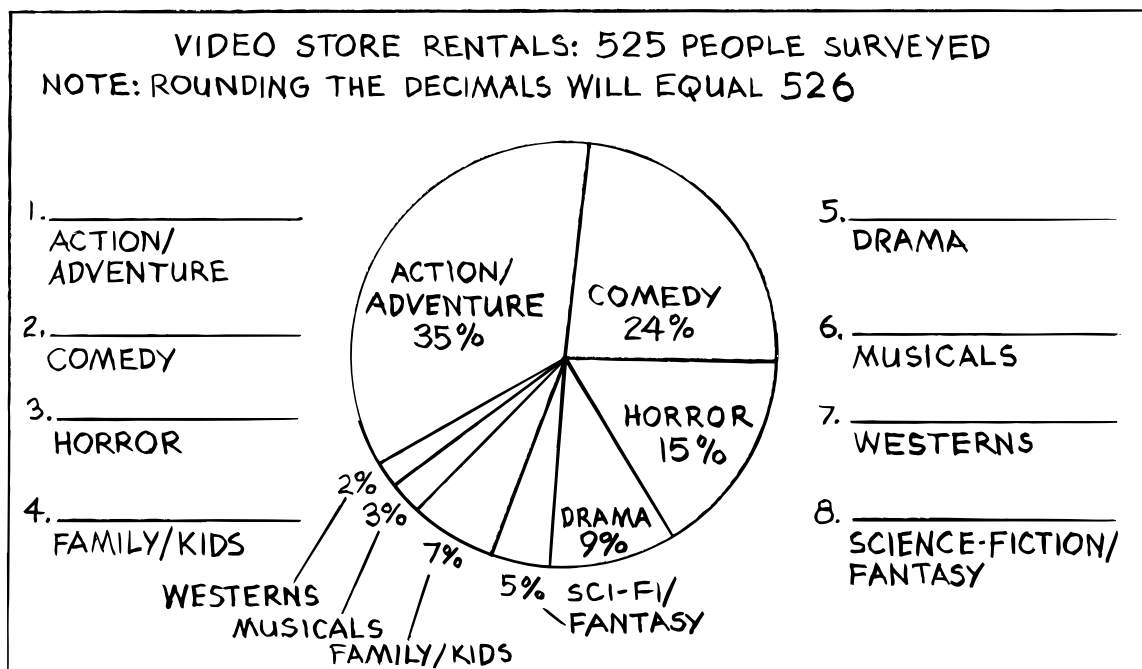 VIDEO STORE RENTALS: 525 PEOPLE SURVEYED
NOTE: ROUNDING THE DECIMALS WILL EQUAL 526
1.
ACTION/
ADVENTURE
2.
COMEDY
3.
HORROR
4.
FAMILY/KIDS
ACTION/
ADVENTURE
35%
COMEDY
24%
HORROR
15%
DRAMA
9%
5% SCI-FI/
FANTASY
7%
FAMILY/KIDS
3%
MUSICALS
2%
WESTERNS
5.
DRAMA
6.
MUSICALS
7.
WESTERNS
8.
SCIENCE-FICTION/
FANTASY